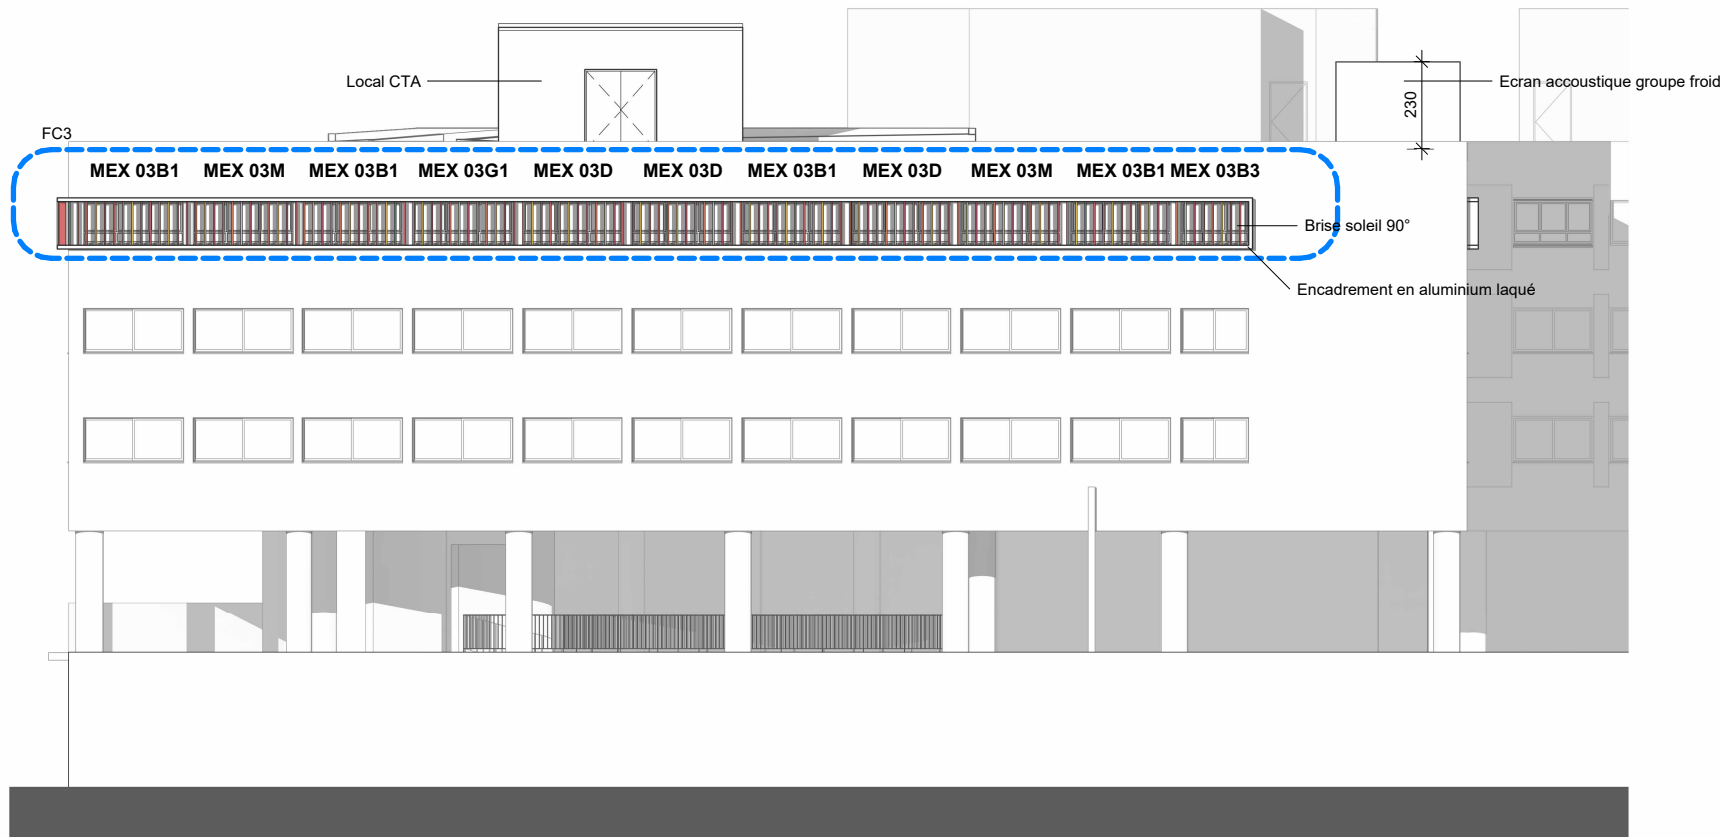 Local CTA
Ecran accoustique groupe froid
230
FC3
MEX 03B1 MEX 03M MEX 03B1 MEX 03G1 MEX 03D MEX 03D MEX 03B1 MEX 03D MEX 03M MEX 03B1 MEX 03B3
Brise soleil 90°
Encadrement en aluminium laqué